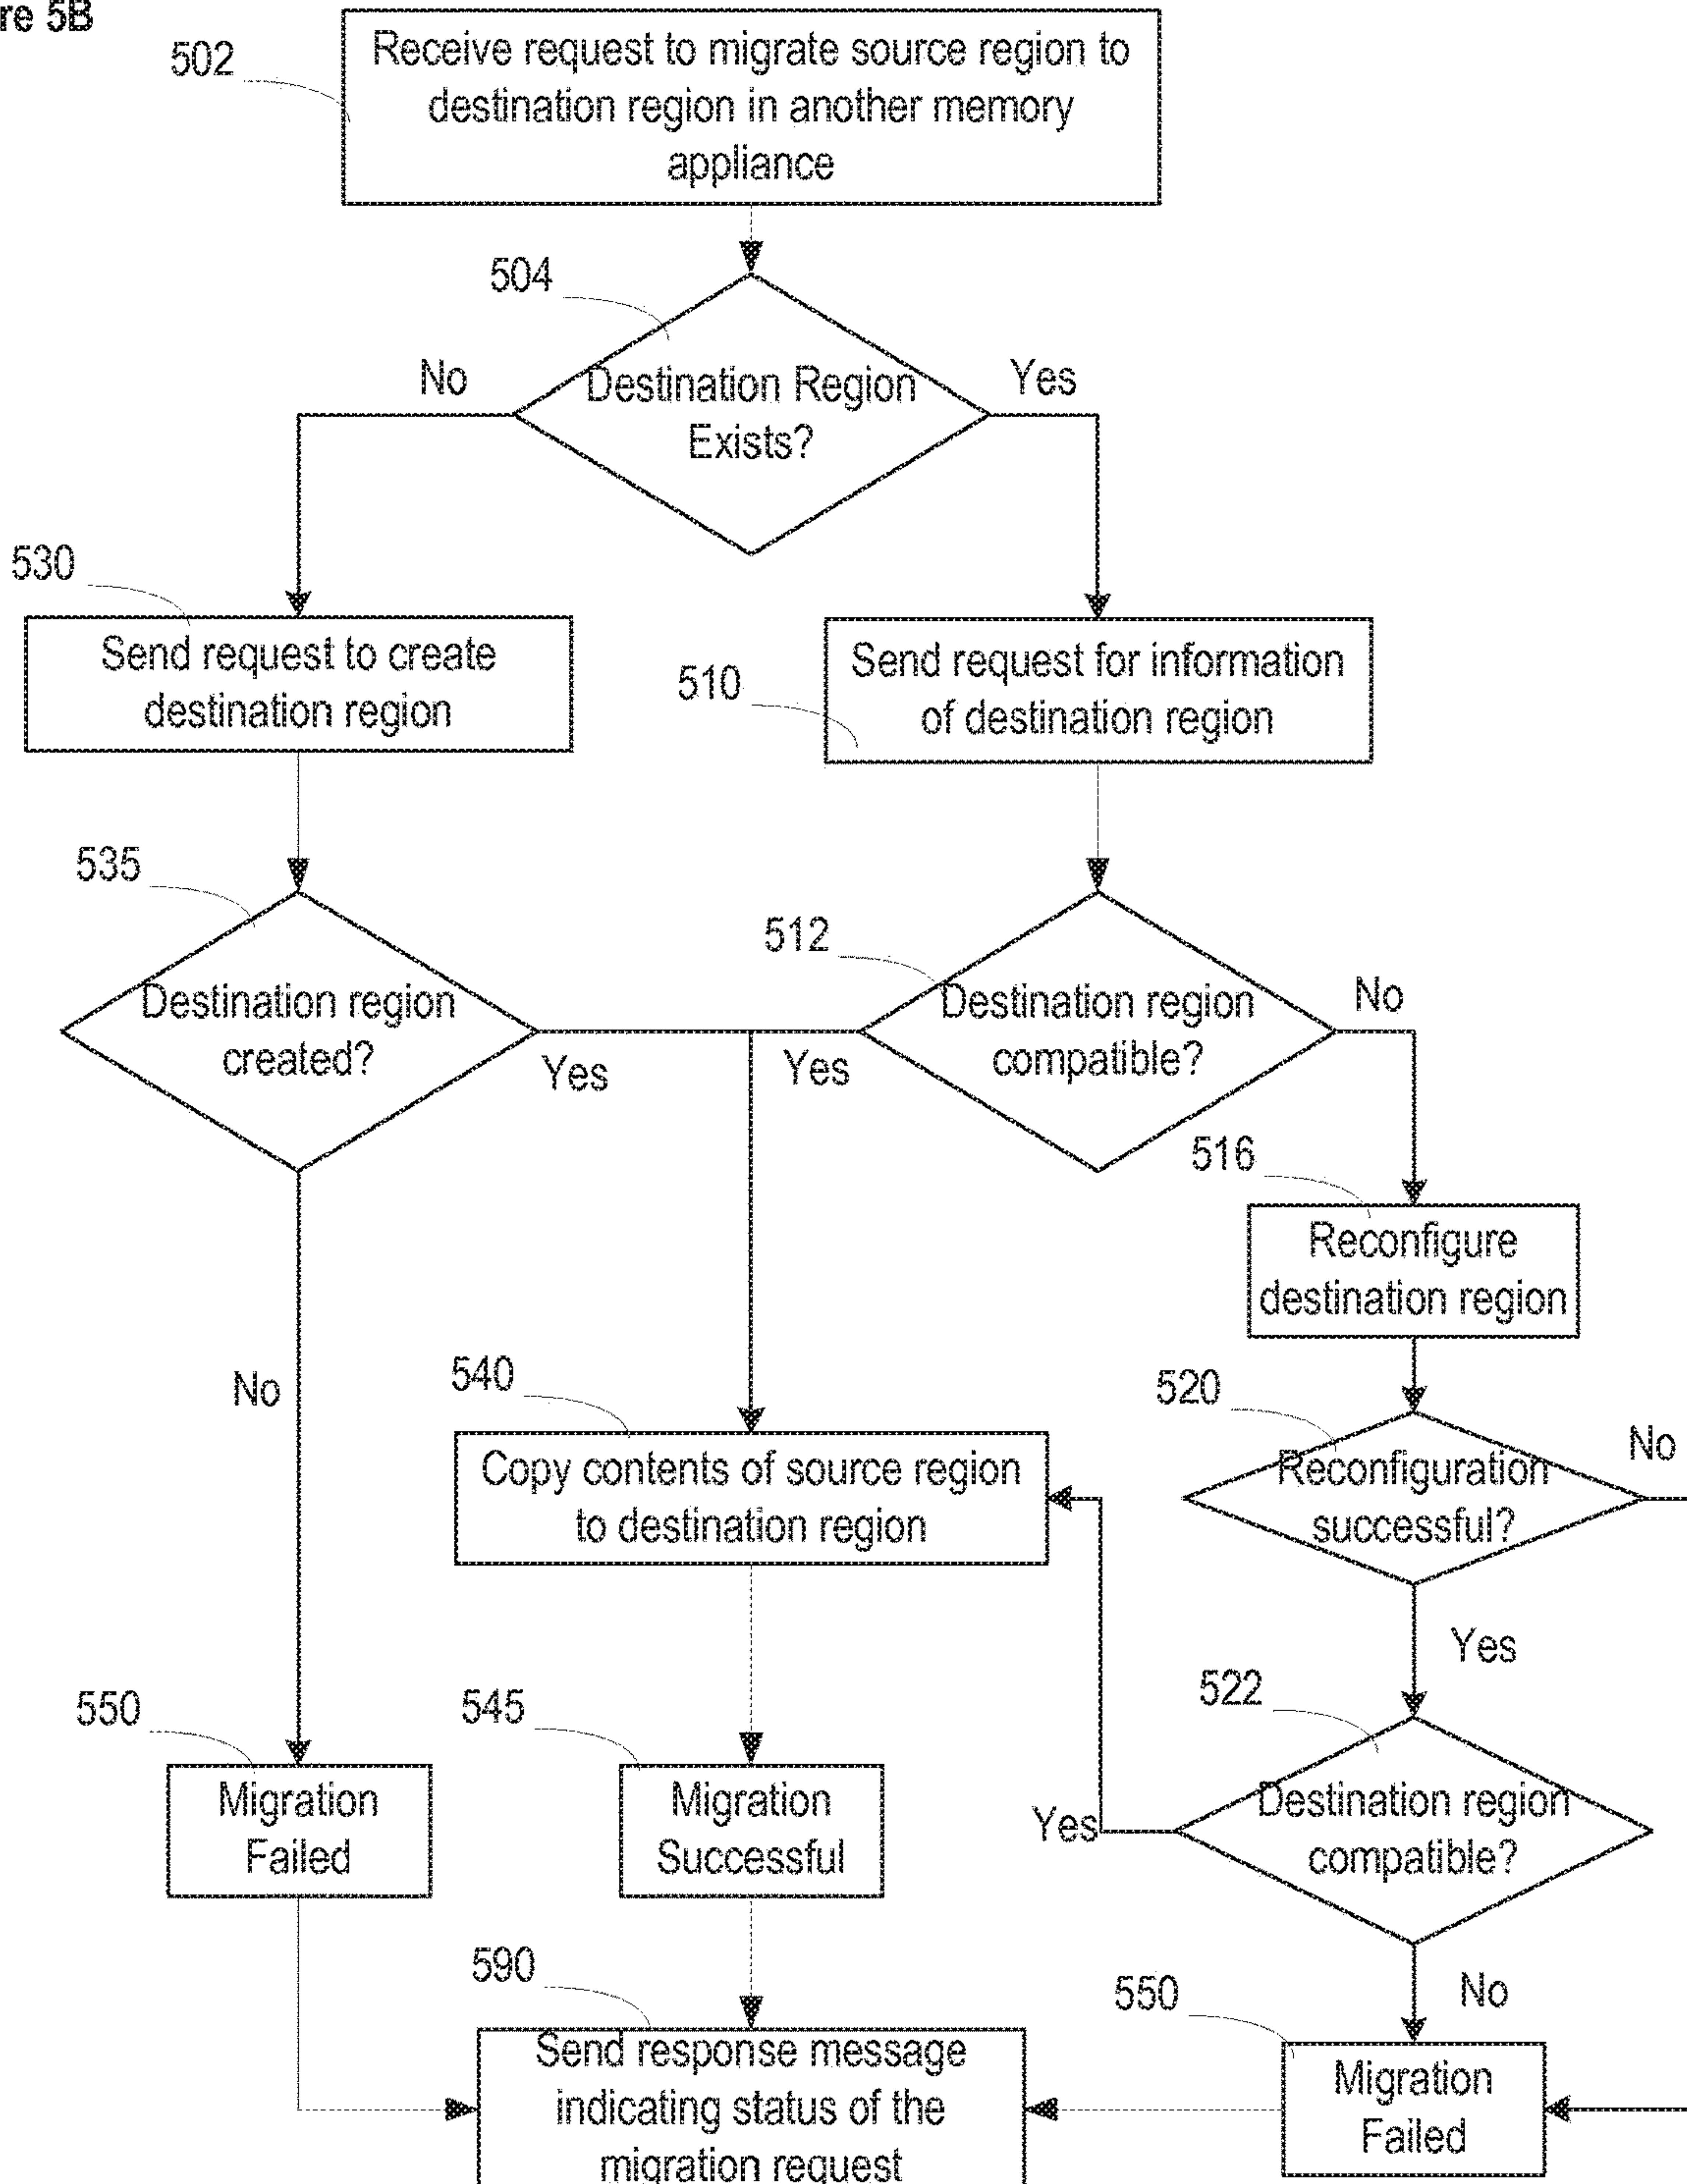 re 5B
502
Receive request to migrate source region to
destination region in another memory
appliance
504
No
Destination Region
Exists?
Yes
530
Send request to create
destination region
510
Send request for information
of destination region
535
Destination region
created?
Yes
512
Destination region
compatible?
Yes
No
516
Reconfigure
destination region
No
540
Copy contents of source region
to destination region
520
Reconfiguration
successful?
No
Yes
522
Destination region
compatible?
Yes
No
550
Migration
Failed
545
Migration
Successful
590
Send response message
indicating status of the
migration request
550
Migration
Failed